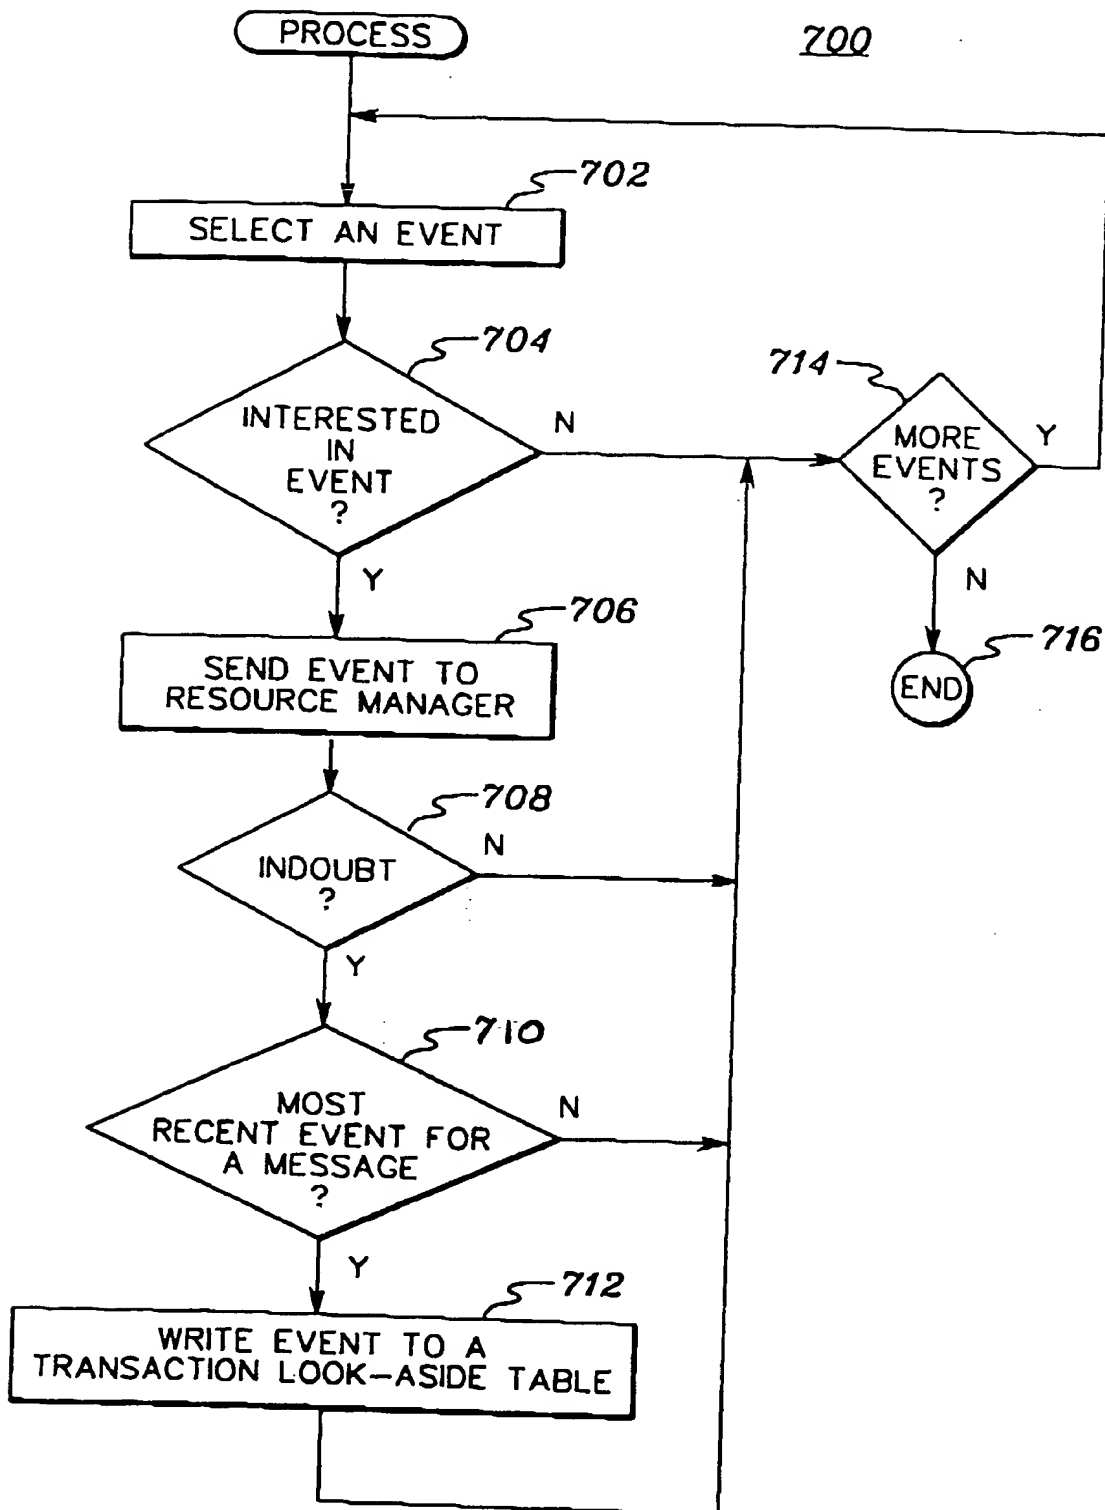 PROCESS
700
702
SELECT AN EVENT
704
INTERESTED
IN
EVENT
?
N
Y
714
MORE
EVENTS
?
Y
N
716
END
706
SEND EVENT TO
RESOURCE MANAGER
708
INDOUBT
?
N
Y
710
MOST
RECENT EVENT FOR
A MESSAGE
?
N
Y
712
WRITE EVENT TO A
TRANSACTION LOOK-ASIDE TABLE